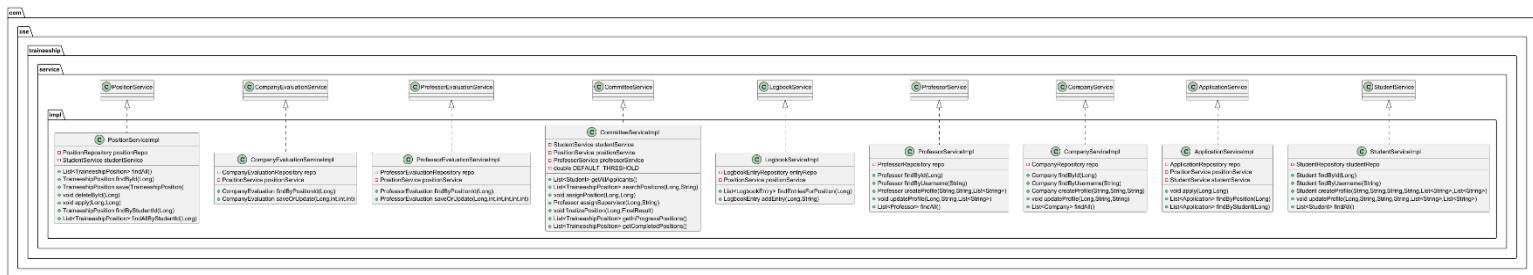 com
cse
traineeship
service
PositionService
CompanyEvaluationService
ProfessorEvaluationService
CommitteeService
LogbookService
ProfessorService
CompanyService
ApplicationService
StudentService
impl
PositionServiceImpl
PositionRepository positionRepo
StudentService studentService
List<TraineeshipPosition> findAll()
TraineeshipPosition findById(Long)
TraineeshipPosition save(TraineeshipPosition)
void deleteById(Long)
void apply(Long,Long)
TraineeshipPosition findByStudentId(Long)
List<TraineeshipPosition> findAllByStudentId(Long)
CompanyEvaluationServiceImpl
CompanyEvaluationRepository repo
PositionService positionService
CompanyEvaluation findByPositionId(Long)
CompanyEvaluation saveOrUpdate(Long,int,int,int)
ProfessorEvaluationServiceImpl
ProfessorEvaluationRepository repo
PositionService positionService
ProfessorEvaluation findByPositionId(Long)
ProfessorEvaluation saveOrUpdate(Long,int,int,int,int,int)
CommitteeServiceImpl
StudentService studentService
PositionService positionService
ProfessorService professorService
double DEFAULT_THRESHOLD
List<Student> getAllApplicants()
List<TraineeshipPosition> searchPositions(Long,String)
void assignPosition(Long,Long)
Professor assignSupervisor(Long,String)
void finalizePosition(Long,FinalResult)
List<TraineeshipPosition> getInProgressPositions()
List<TraineeshipPosition> getCompletedPositions()
LogbookServiceImpl
LogbookEntryRepository entryRepo
PositionService positionService
List<LogbookEntry> findEntriesForPosition(Long)
LogbookEntry addEntry(Long,String)
ProfessorServiceImpl
ProfessorRepository repo
Professor findById(Long)
Professor findByUsername(String)
Professor createProfile(String,String,String,List<String>)
void updateProfile(Long,String,List<String>)
List<Professor> findAll()
CompanyServiceImpl
CompanyRepository repo
Company findById(Long)
Company findByUsername(String)
Company createProfile(String,String,String,String)
void updateProfile(Long,String,String)
List<Company> findAll()
ApplicationServiceImpl
ApplicationRepository repo
PositionService positionService
StudentService studentService
void apply(Long,Long)
List<Application> findByPosition(Long)
List<Application> findByStudent(Long)
StudentServiceImpl
StudentRepository studentRepo
Student findById(Long)
Student findByUsername(String)
Student createProfile(String,String,String,String,String,List<String>,List<String>)
void updateProfile(Long,String,String,String,List<String>,List<String>)
List<Student> findAll()